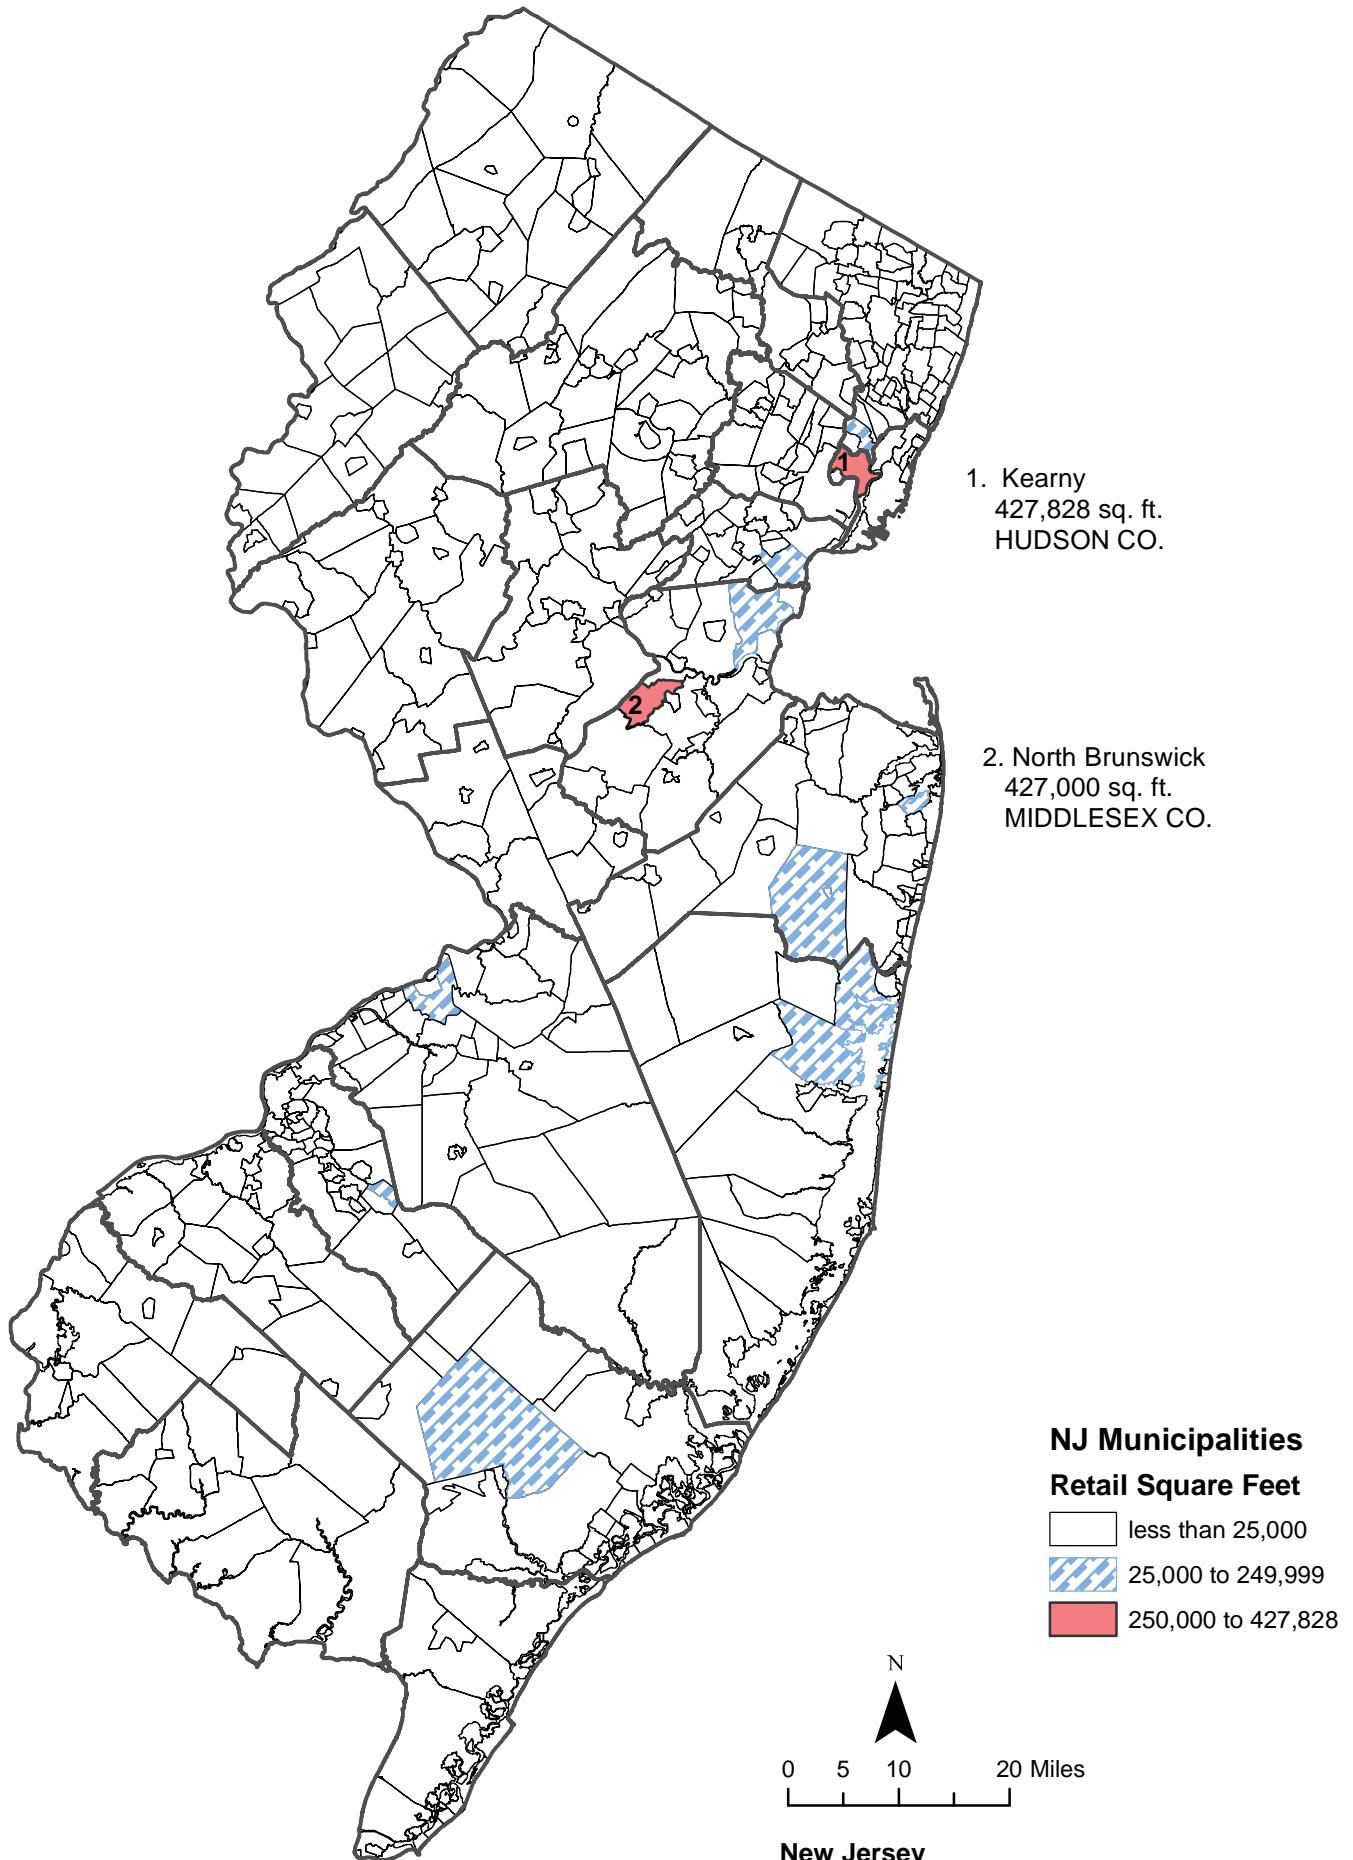 1
1. Kearny
427,828 sq. ft.
HUDSON CO.
2
2. North Brunswick
427,000 sq. ft.
MIDDLESEX CO.
NJ Municipalities
Retail Square Feet
less than 25,000
25,000 to 249,999
250,000 to 427,828
N
0 5 10 20 Miles
New Jersey